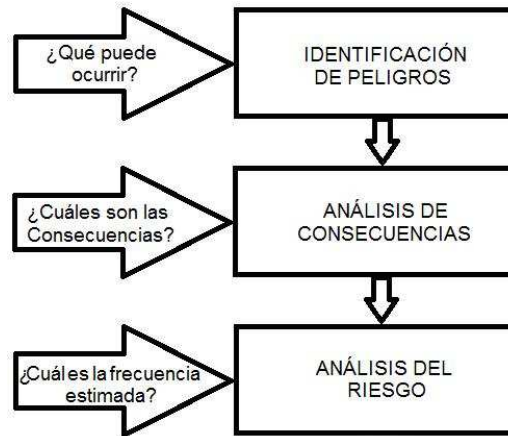 ¿Qué puede
ocurrir?
IDENTIFICACIÓN
DE PELIGROS
¿Cuáles son las
Consecuencias?
ANÁLISIS DE
CONSECUENCIAS
¿Cuál es la frecuencia
estimada?
ANÁLISIS DEL
RIESGO